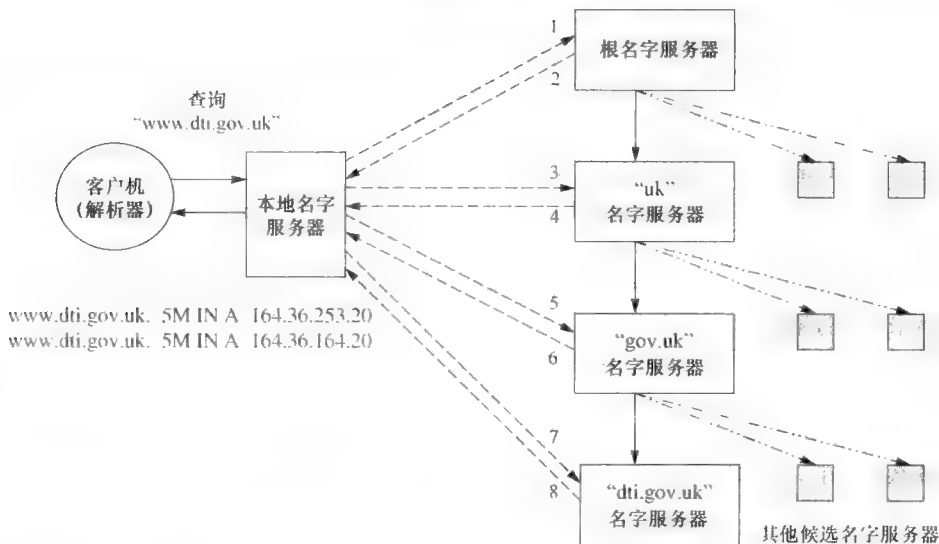 1
根名字服务器
2
查询
“www.dti.gov.uk”
客户机
(解析器)
本地名字
服务器
3
“uk”
名字服务器
4
www.dti.gov.uk. 5M IN A 164.36.253.20
www.dti.gov.uk. 5M IN A 164.36.164.20
5
“gov.uk”
名字服务器
6
7
“dti.gov.uk”
名字服务器
8
其他候选名字服务器